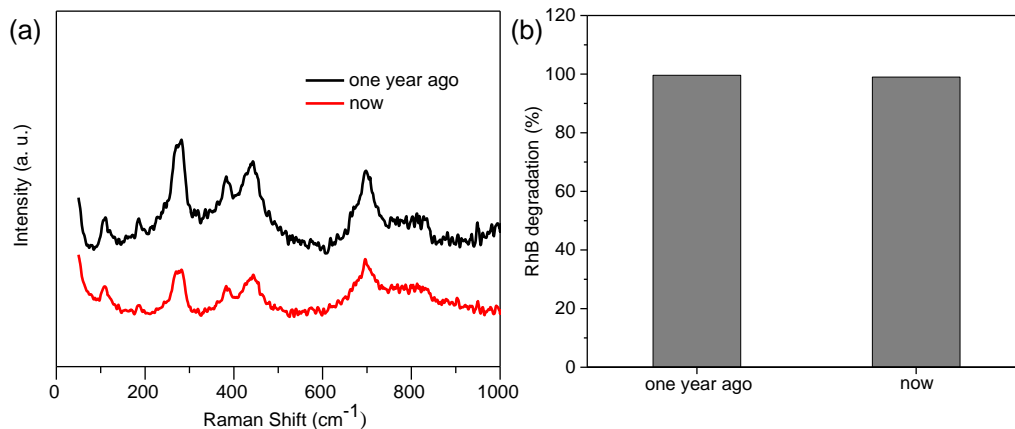 (a)
one year ago
now
Intensity (a. u.)
0
200
400
600
800
1000
Raman Shift (cm⁻¹)
(b)
120
100
80
60
40
20
0
RhB degradation (%)
one year ago
now